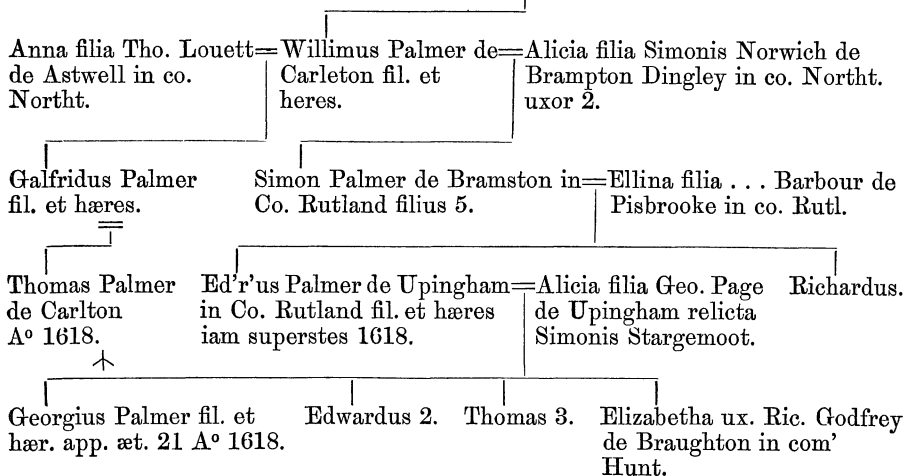 Anna filia Tho. Louett=Willimus Palmer de=Alicia filia Simonis Norwich de
de Astwell in co. Carleton fil. et Brampton Dingley in co. Northt.
Northt. heres. uxor 2.
Galfridus Palmer Simon Palmer de Bramston in=Ellina filia . . . Barbour de
fil. et hæres. Co. Rutland filius 5. Pisbrooke in co. Rutl.
Thomas Palmer Ed'r'us Palmer de Upingham=Alicia filia Geo. Page Richardus.
de Carlton in Co. Rutland fil. et hæres de Upingham relicta
Aº 1618. iam superstes 1618. Simonis Stargemoot.
Georgius Palmer fil. et Edwardus 2. Thomas 3. Elizabetha ux. Ric. Godfrey
hær. app. æt. 21 Aº 1618. de Braughton in com'
Hunt.